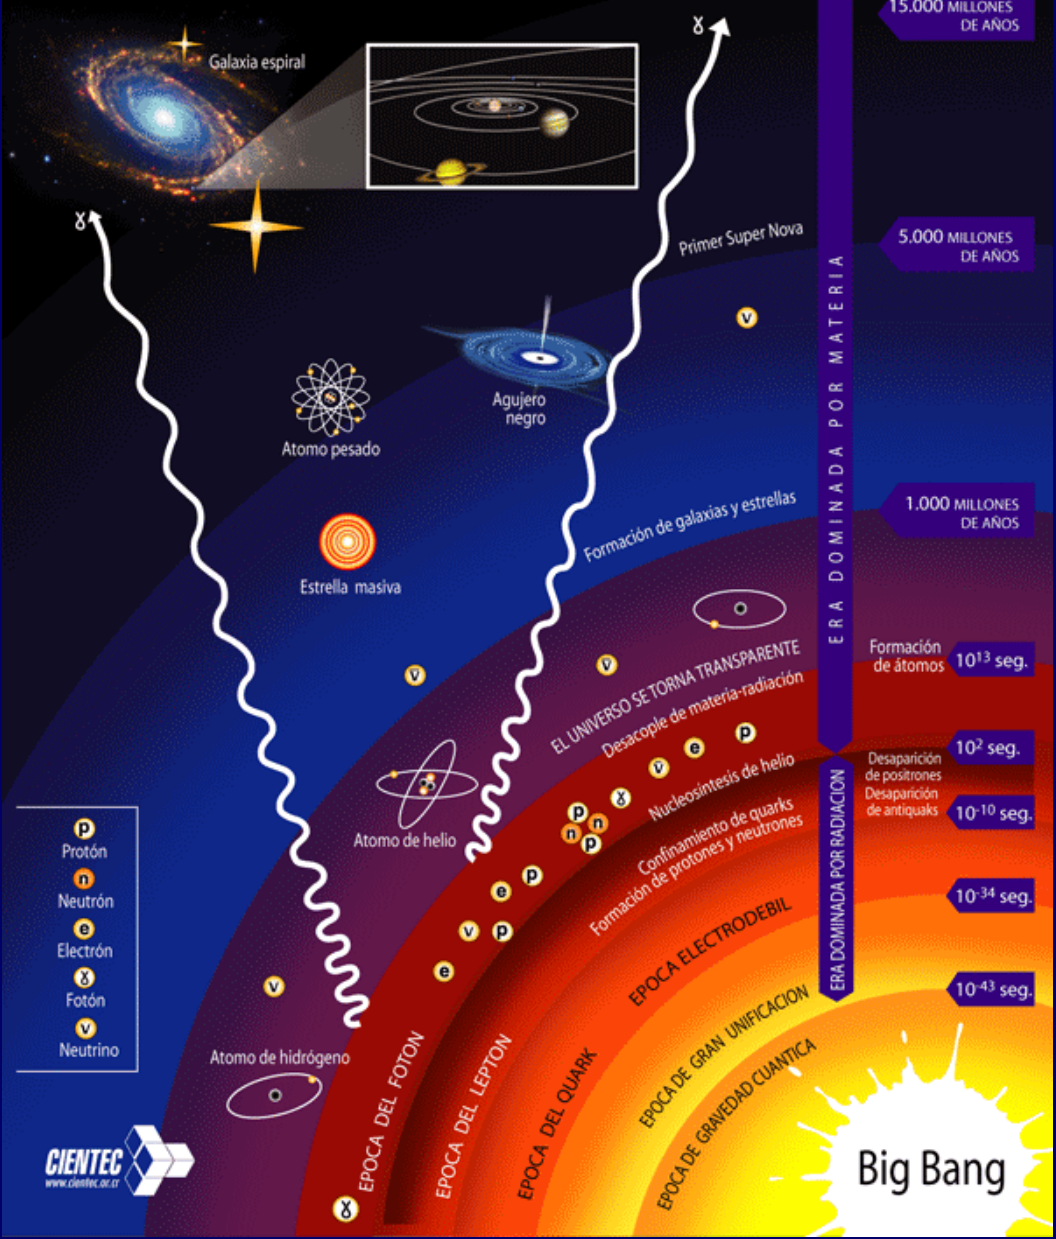 15.000 MILLONES
DE AÑOS
ɣ
Galaxia espiral
ɣ
Primer Super Nova
5.000 MILLONES
DE AÑOS
ν
Agujero
negro
Atomo pesado
ERA DOMINADA POR MATERIA
1.000 MILLONES
DE AÑOS
Formación de galaxias y estrellas
Estrella masiva
Formación
de átomos
10¹³ seg.
EL UNIVERSO SE TORNA TRANSPARENTE
Desacople de materia-radiación
ν
ν
e
p
ν
10² seg.
Desaparición
de positrones
Desaparición
de antiquaks
10⁻¹⁰ seg.
Nucleosíntesis de helio
ɣ
p
n
n
p
Atomo de helio
Confinamiento de quarks
Formación de protones y neutrones
ERA DOMINADA POR RADIACION
p
Protón
n
Neutrón
e
Electrón
ɣ
Fotón
ν
Neutrino
e
p
ν
p
e
ν
10⁻³⁴ seg.
EPOCA ELECTRODEBIL
10⁻⁴³ seg.
EPOCA DE GRAN UNIFICACION
EPOCA DE GRAVEDAD CUANTICA
Atomo de hidrógeno
EPOCA DEL FOTON
EPOCA DEL LEPTON
EPOCA DEL QUARK
ɣ
Big Bang
CIENTEC
www.cientec.or.cr